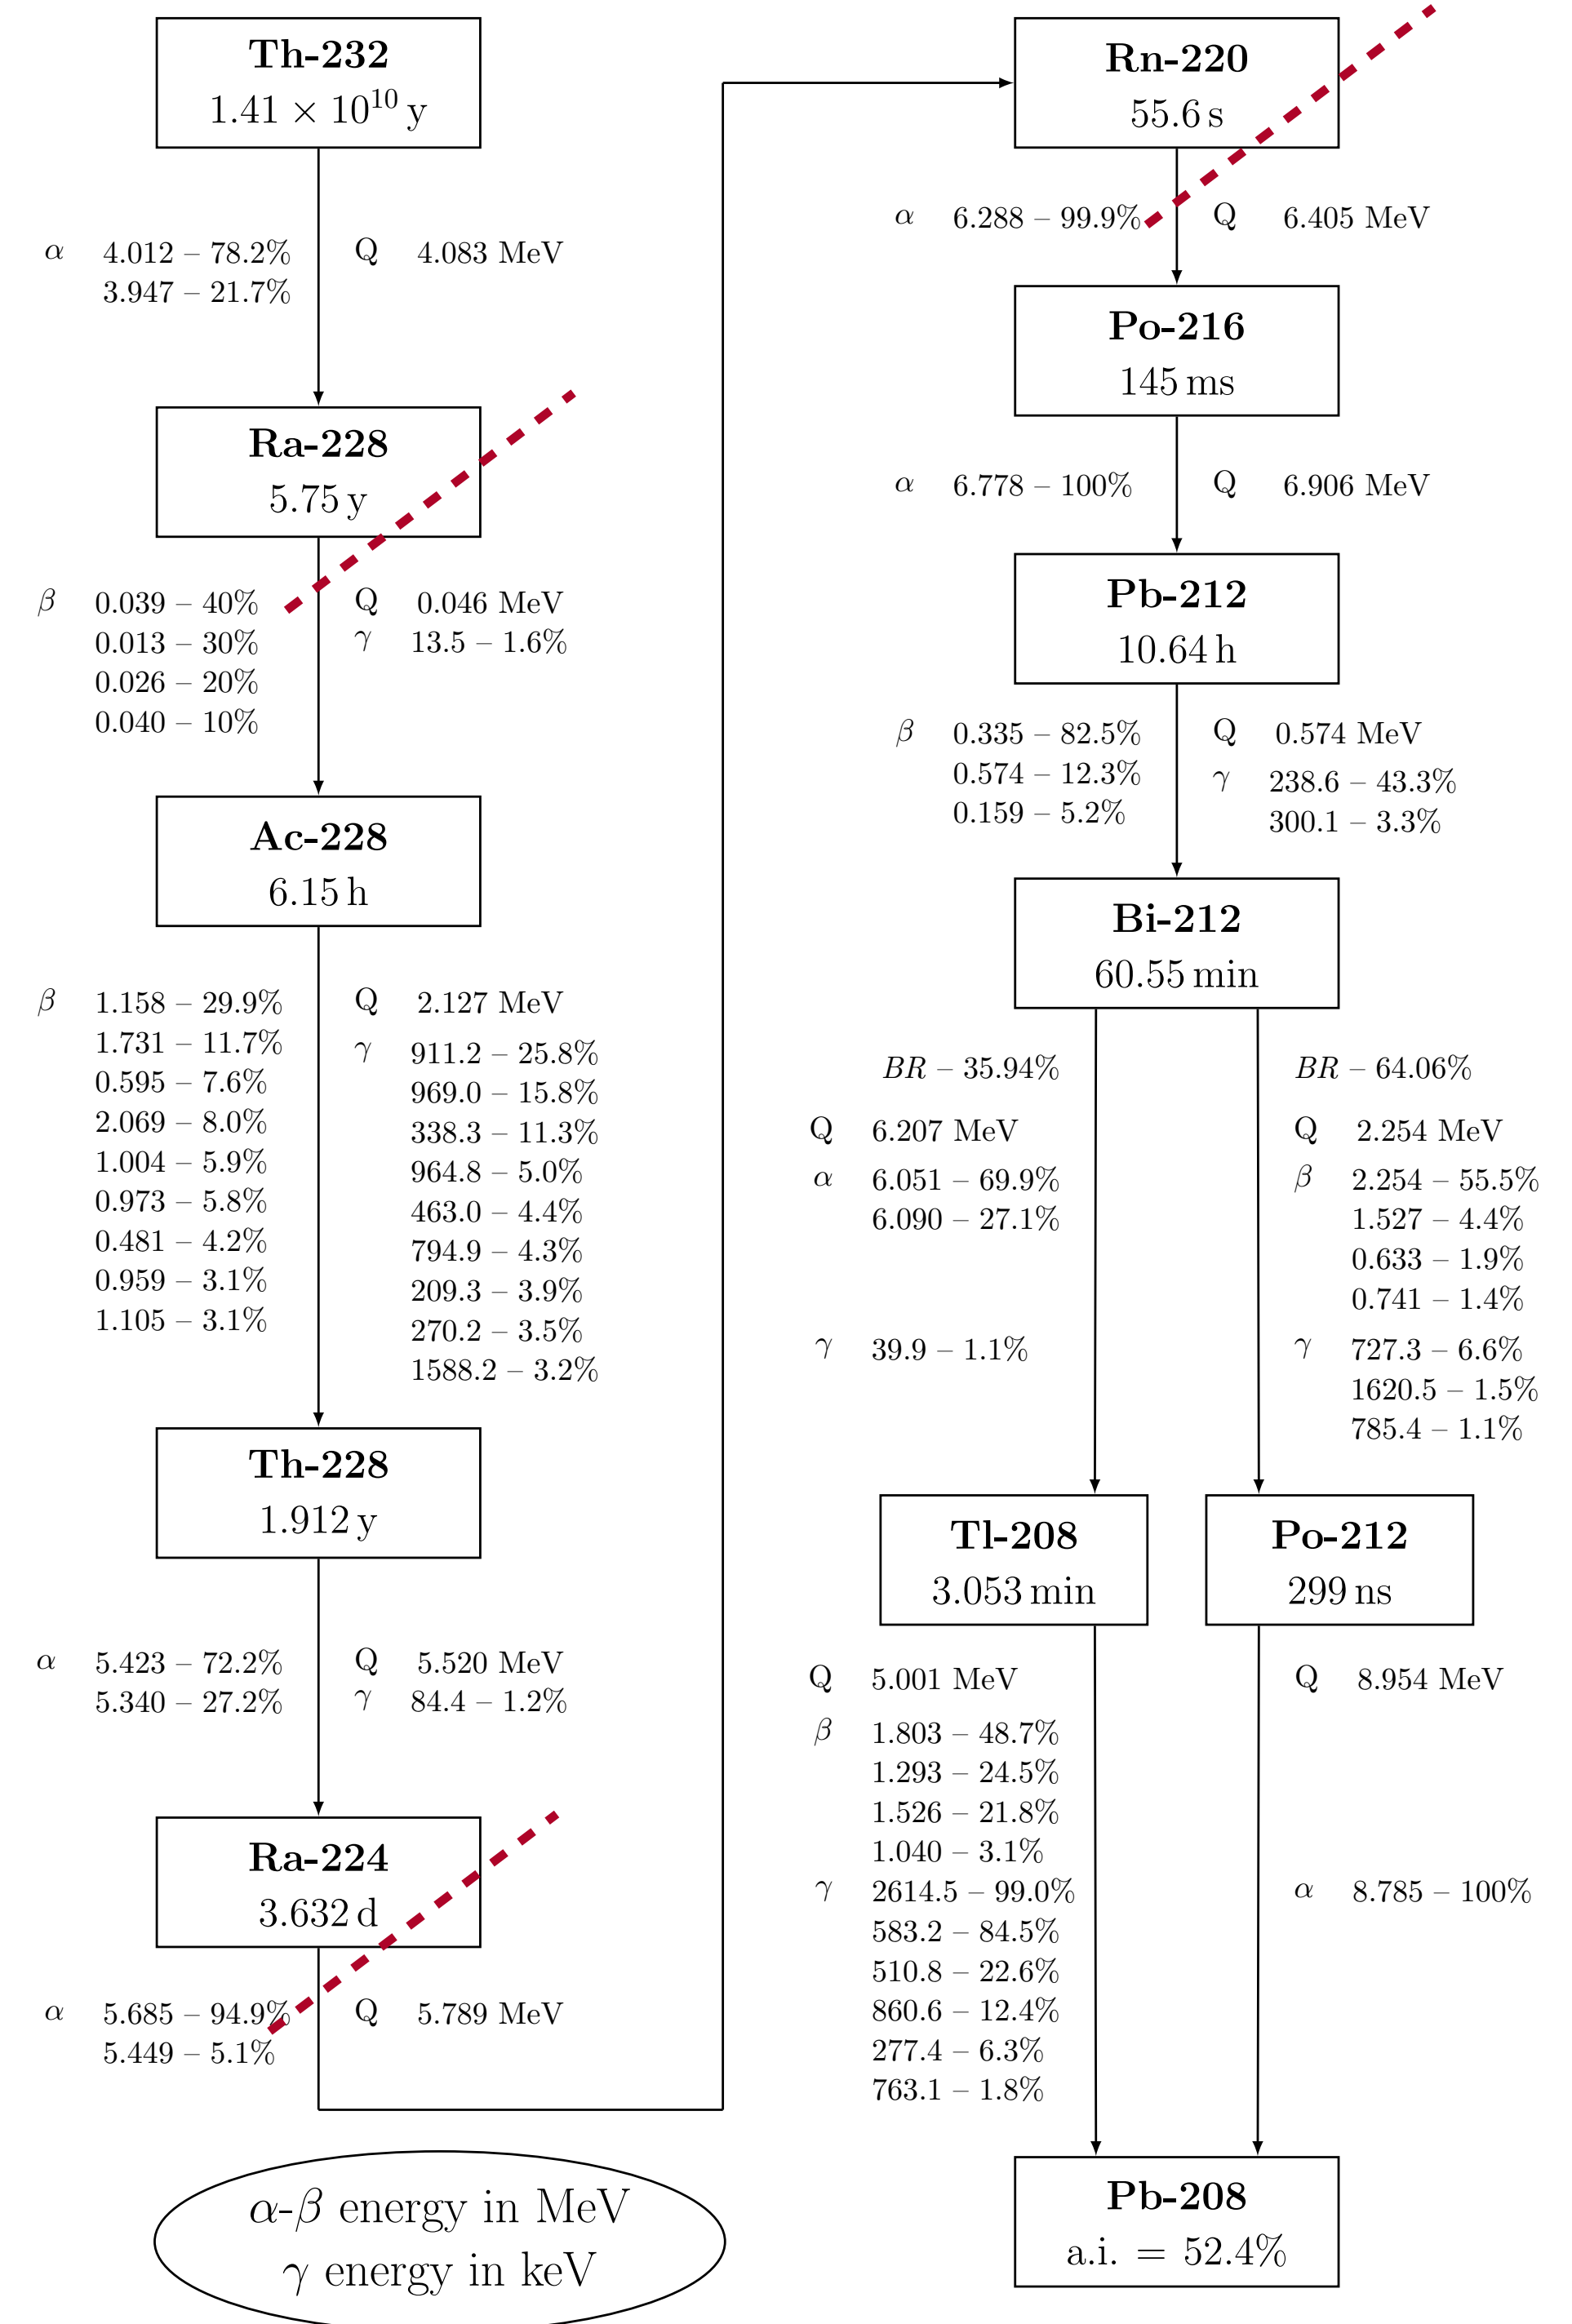 Th-232
1.41 × 10¹⁰ y
α 4.012 – 78.2% Q 4.083 MeV
3.947 – 21.7%
Ra-228
5.75 y
β 0.039 – 40% Q 0.046 MeV
0.013 – 30% γ 13.5 – 1.6%
0.026 – 20%
0.040 – 10%
Ac-228
6.15 h
β 1.158 – 29.9% Q 2.127 MeV
1.731 – 11.7% γ 911.2 – 25.8%
0.595 – 7.6% 969.0 – 15.8%
2.069 – 8.0% 338.3 – 11.3%
1.004 – 5.9% 964.8 – 5.0%
0.973 – 5.8% 463.0 – 4.4%
0.481 – 4.2% 794.9 – 4.3%
0.959 – 3.1% 209.3 – 3.9%
1.105 – 3.1% 270.2 – 3.5%
1588.2 – 3.2%
Th-228
1.912 y
α 5.423 – 72.2% Q 5.520 MeV
5.340 – 27.2% γ 84.4 – 1.2%
Ra-224
3.632 d
α 5.685 – 94.9% Q 5.789 MeV
5.449 – 5.1%
α-β energy in MeV
γ energy in keV
Rn-220
55.6 s
α 6.288 – 99.9% Q 6.405 MeV
Po-216
145 ms
α 6.778 – 100% Q 6.906 MeV
Pb-212
10.64 h
β 0.335 – 82.5% Q 0.574 MeV
0.574 – 12.3% γ 238.6 – 43.3%
0.159 – 5.2% 300.1 – 3.3%
Bi-212
60.55 min
BR – 35.94% BR – 64.06%
Q 6.207 MeV Q 2.254 MeV
α 6.051 – 69.9% β 2.254 – 55.5%
6.090 – 27.1% 1.527 – 4.4%
0.633 – 1.9%
0.741 – 1.4%
γ 39.9 – 1.1% γ 727.3 – 6.6%
1620.5 – 1.5%
785.4 – 1.1%
Tl-208 Po-212
3.053 min 299 ns
Q 5.001 MeV Q 8.954 MeV
β 1.803 – 48.7%
1.293 – 24.5%
1.526 – 21.8%
1.040 – 3.1%
γ 2614.5 – 99.0% α 8.785 – 100%
583.2 – 84.5%
510.8 – 22.6%
860.6 – 12.4%
277.4 – 6.3%
763.1 – 1.8%
Pb-208
a.i. = 52.4%